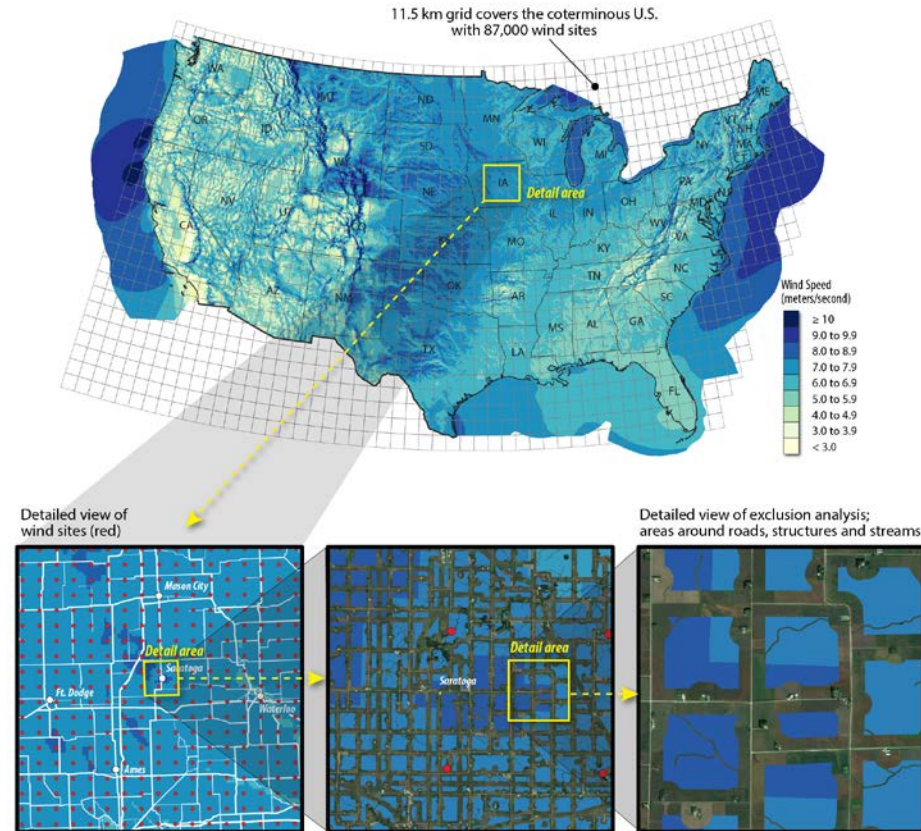 11.5 km grid covers the coterminous U.S.
with 87,000 wind sites
WA
MT
ND
MN
ME
OR
ID
SD
WI
MI
VT
NH
NY
MA
WY
IA
Detail area
NE
PA
NJ
NV
UT
CO
IL
IN
OH
MD
WV
VA
CA
MO
KY
NC
TN
AZ
NM
OK
AR
SC
MS
AL
GA
TX
LA
FL
Wind Speed
(meters/second)
≥ 10
9.0 to 9.9
8.0 to 8.9
7.0 to 7.9
6.0 to 6.9
5.0 to 5.9
4.0 to 4.9
3.0 to 3.9
< 3.0
Detailed view of
wind sites (red)
Detailed view of exclusion analysis;
areas around roads, structures and streams
Mason City
Detail area
Saratoga
Ft. Dodge
Waterloo
Ames
Detail area
Saratoga